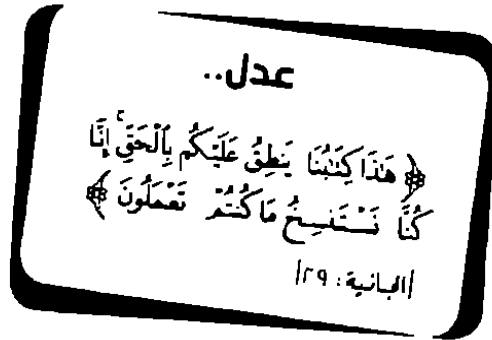 عدل..
﴿ هَٰذَا كِتَٰبُنَا يَنطِقُ عَلَيْكُم بِٱلْحَقِّ ۚ إِنَّا
كُنَّا نَسْتَنسِخُ مَا كُنتُمْ تَعْمَلُونَ ﴾
|الجاثية: ٢٩|